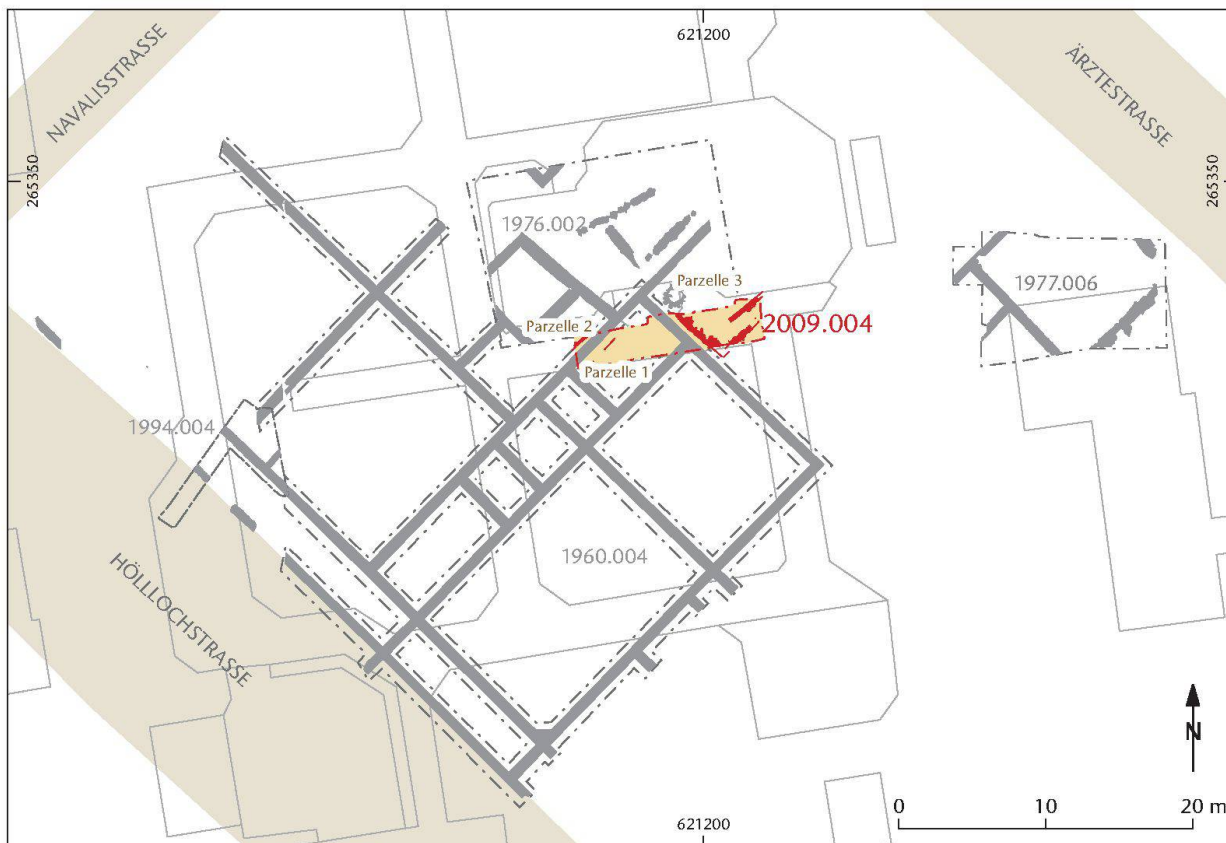 621200
NAVALISSTRASSE
ÄRZTESTRASSE
265350
265350
1976.002
1977.006
Parzelle 3
2009.004
Parzelle 2
Parzelle 1
1994.004
1960.004
HÖLLLOCHSTRASSE
N
621200
0 10 20 m